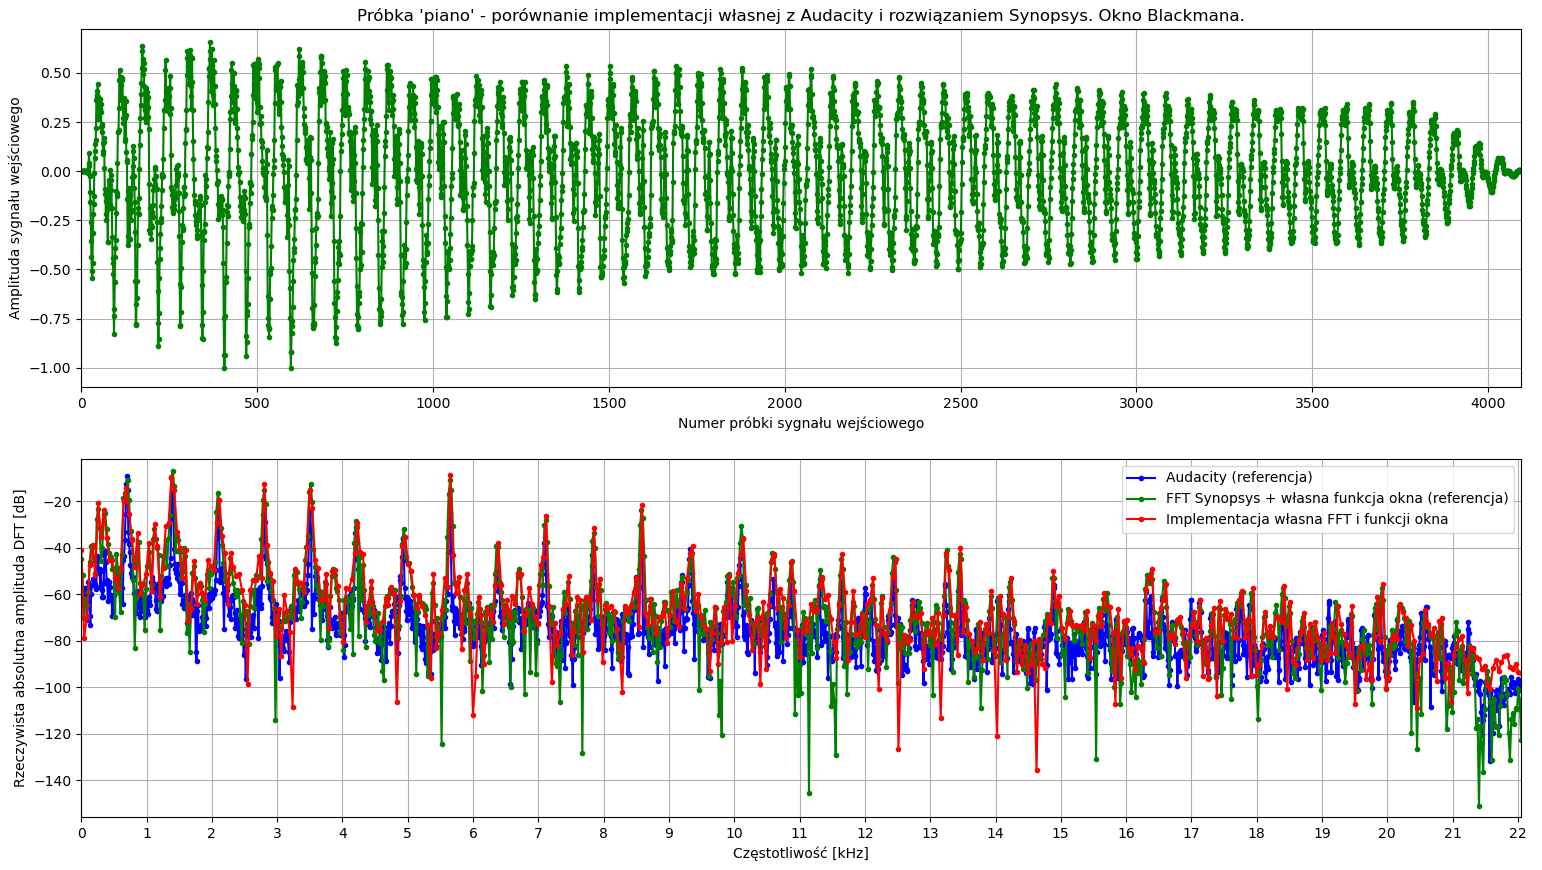 Próbka 'piano' - porównanie implementacji własnej z Audacity i rozwiązaniem Synopsys. Okno Blackmana.
Amplituda sygnału wejściowego
0.50
0.25
0.00
−0.25
−0.50
−0.75
−1.00
0 500 1000 1500 2000 2500 3000 3500 4000
Numer próbki sygnału wejściowego
Rzeczywista absolutna amplituda DFT [dB]
−20
−40
−60
−80
−100
−120
−140
Audacity (referencja)
FFT Synopsys + własna funkcja okna (referencja)
Implementacja własna FFT i funkcji okna
0 1 2 3 4 5 6 7 8 9 10 11 12 13 14 15 16 17 18 19 20 21 22
Częstotliwość [kHz]